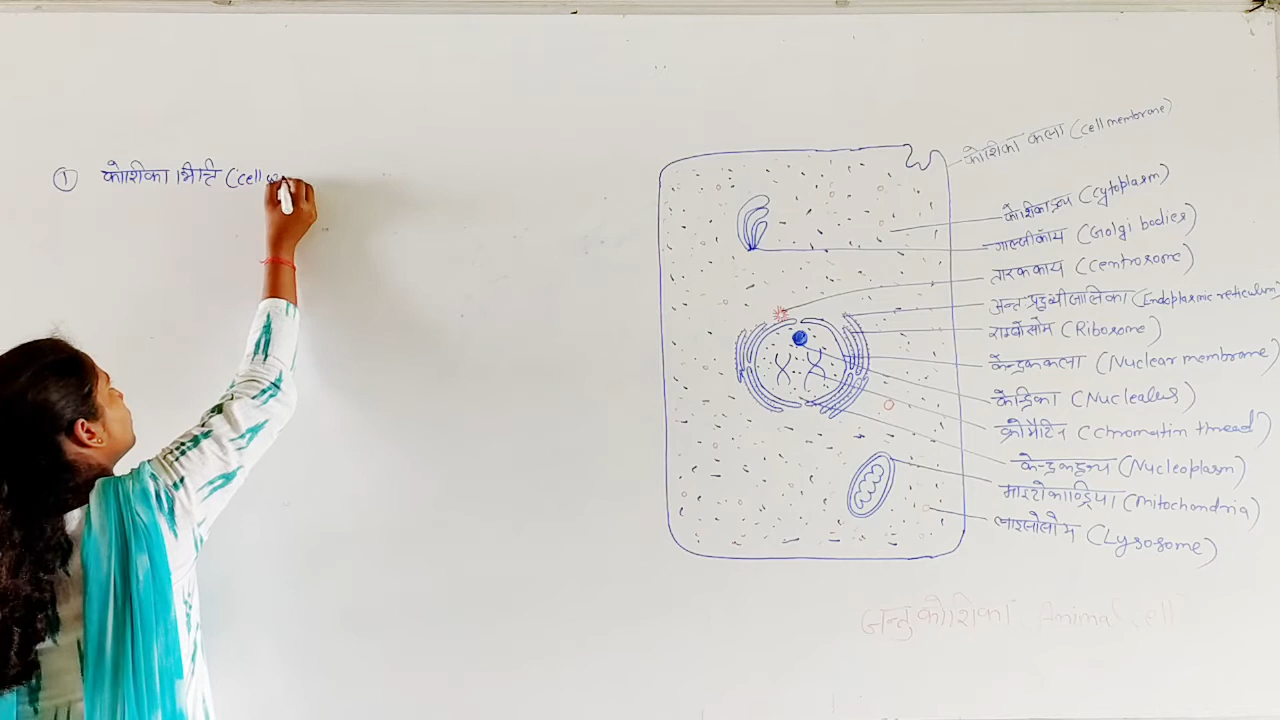 ① कोशिका भित्ति (cell
कोशिका कला (cell membrane)
कोशिकाद्रव्य (cytoplasm)
गाल्जीकॉय (Golgi bodies)
तारककाय (centrosome)
अन्तःप्रद्रव्यीजालिका (Endoplasmic reticulum)
राइबोसोम (Ribosome)
केन्द्रककला (Nuclear membrane)
केन्द्रिका (NucleaLus)
क्रोमैटिन (chromatin thread)
केन्द्रकद्रव्य (Nucleoplasm)
माइटोकाण्ड्रिया (Mitochondria)
लाइसोसोम (Lysosome)
जन्तु कोशिका Animal cell